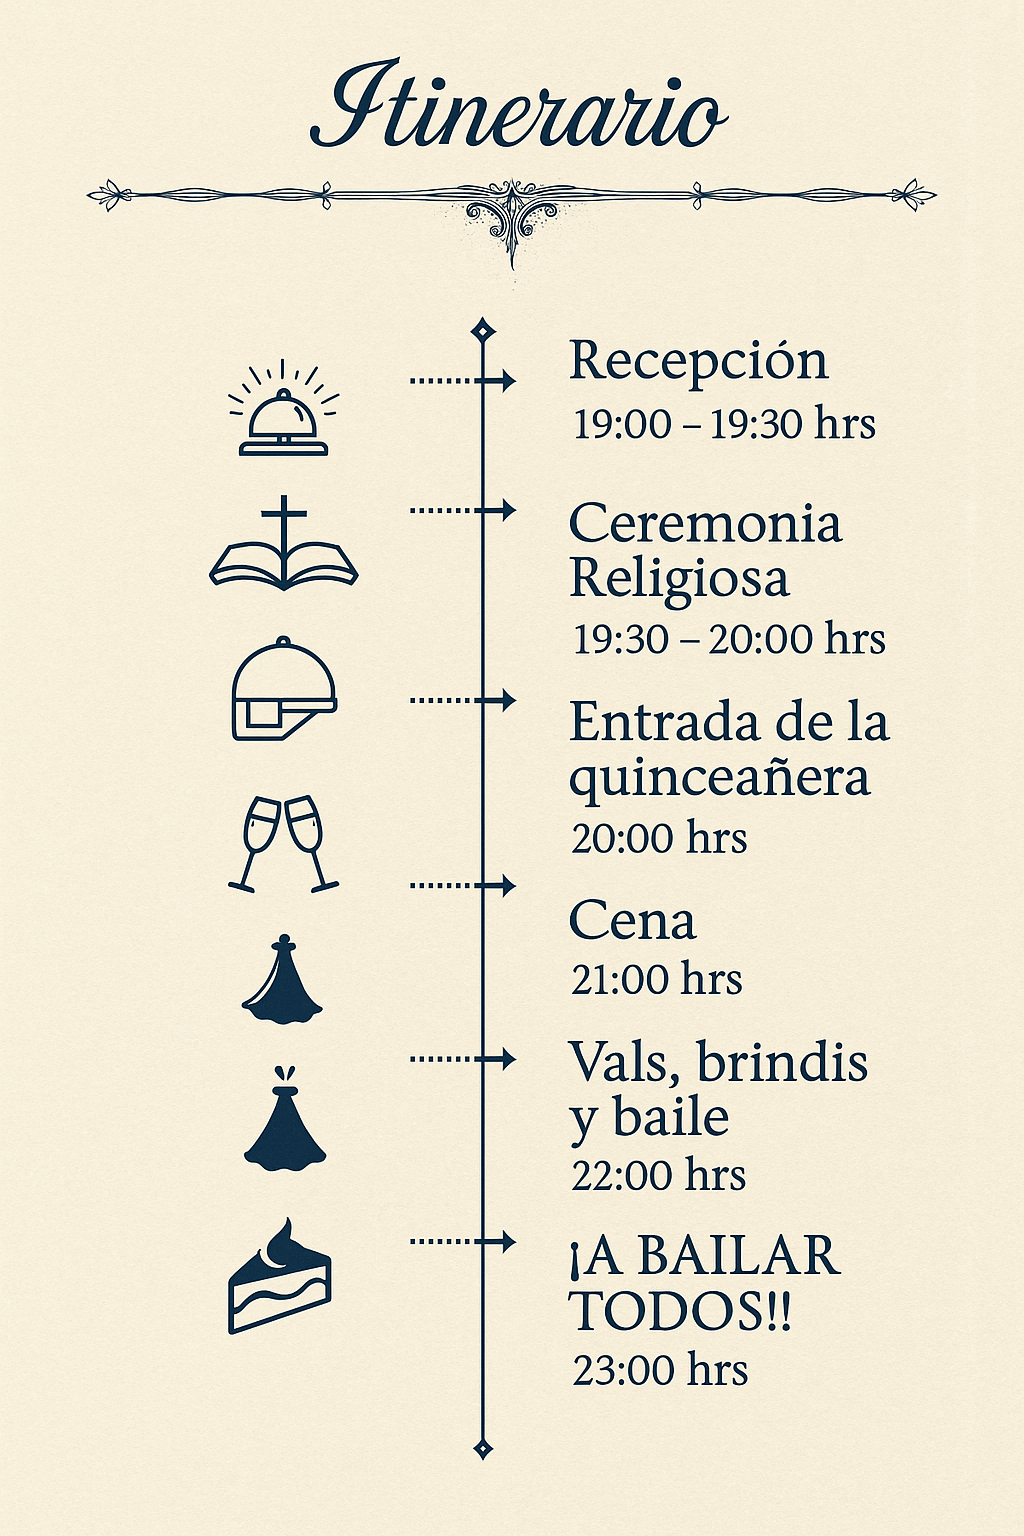 Itinerario
Recepción
19:00 – 19:30 hrs
Ceremonia
Religiosa
19:30 – 20:00 hrs
Entrada de la
quinceañera
20:00 hrs
Cena
21:00 hrs
Vals, brindis
y baile
22:00 hrs
¡A BAILAR
TODOS!!
23:00 hrs